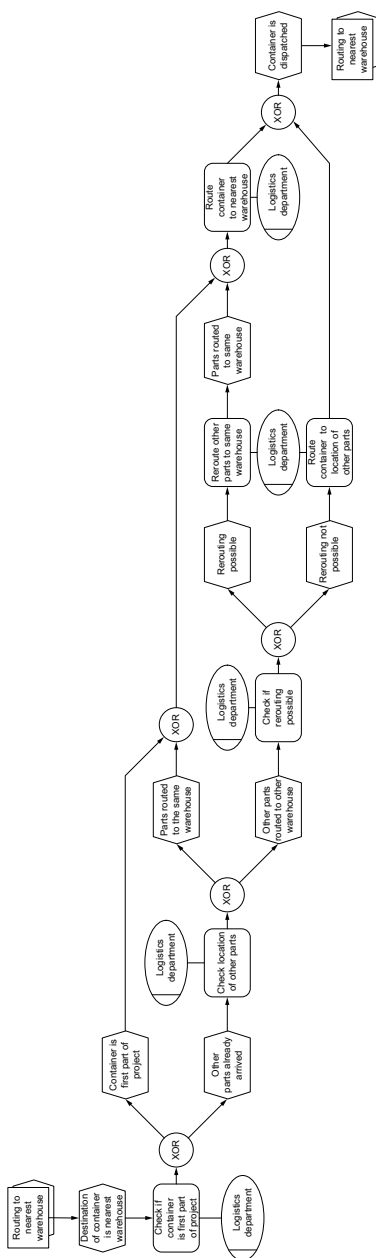 Routing to
nearest
warehouse
Destination
of container
is nearest
warehouse
Check if
container
is first part
of project
Logistics
department
XOR
Container is
first part of
project
Other
parts already
arrived
Logistics
department
Check location
of other parts
XOR
Parts routed
to the same
warehouse
Other parts
routed to other
warehouse
XOR
Logistics
department
Check if
rerouting
possible
XOR
Rerouting
possible
Rerouting not
possible
Reroute other
parts to same
warehouse
Logistics
department
Route
container to
location of
other parts
Parts routed
to same
warehouse
XOR
Route
container
to nearest
warehouse
Logistics
department
XOR
Container is
dispatched
Routing to
nearest
warehouse